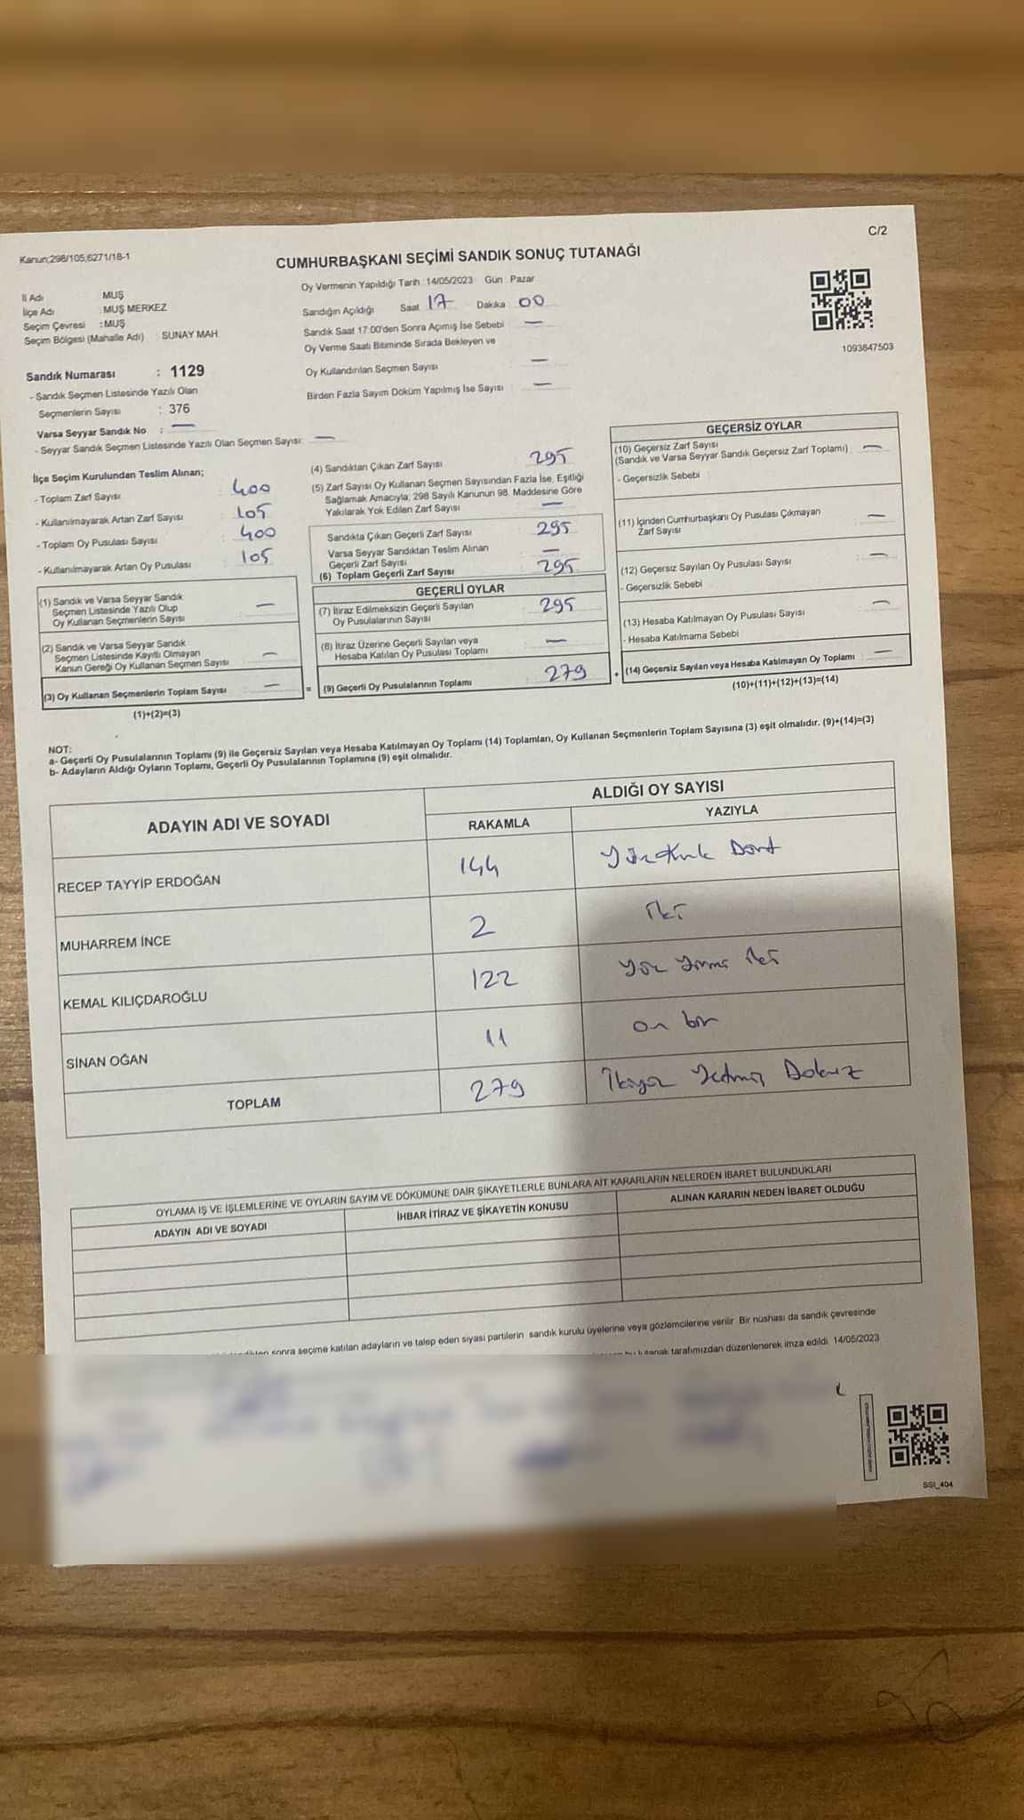 C/2
Kanun;298/105,6271/18-1
CUMHURBAŞKANI SEÇİMİ SANDIK SONUÇ TUTANAĞI
İl Adı : MUŞ
İlçe Adı : MUŞ MERKEZ
Seçim Çevresi : MUŞ
Seçim Bölgesi (Mahalle Adı) : SUNAY MAH.
Sandık Numarası : 1129
- Sandık Seçmen Listesinde Yazılı Olan
Seçmenlerin Sayısı : 376
Varsa Seyyar Sandık No : —
- Seyyar Sandık Seçmen Listesinde Yazılı Olan Seçmen Sayısı: —
Oy Vermenin Yapıldığı Tarih : 14/05/2023 Gün : Pazar
Sandığın Açıldığı Saat 17 Dakika 00
Sandık Saat 17.00'den Sonra Açımış İse Sebebi —
Oy Verme Saati Bitiminde Sırada Bekleyen ve
Oy Kullandırılan Seçmen Sayısı —
Birden Fazla Sayım Döküm Yapılmış İse Sayısı —
1093847503
İlçe Seçim Kurulundan Teslim Alınan;
- Toplam Zarf Sayısı 400
- Kullanılmayarak Artan Zarf Sayısı 105
- Toplam Oy Pusulası Sayısı 400
- Kullanılmayarak Artan Oy Pusulası 105
(1) Sandık ve Varsa Seyyar Sandık
Seçmen Listesinde Yazılı Olup
Oy Kullanan Seçmenlerin Sayısı —
(2) Sandık ve Varsa Seyyar Sandık
Seçmen Listesinde Kayıtlı Olmayan
Kanun Gereği Oy Kullanan Seçmen Sayısı —
(3) Oy Kullanan Seçmenlerin Toplam Sayısı —
(1)+(2)=(3)
(4) Sandıktan Çıkan Zarf Sayısı 295
(5) Zarf Sayısı Oy Kullanan Seçmen Sayısından Fazla İse, Eşitliği
Sağlamak Amacıyla, 298 Sayılı Kanunun 98. Maddesine Göre
Yakılarak Yok Edilen Zarf Sayısı —
Sandıkta Çıkan Geçerli Zarf Sayısı 295
Varsa Seyyar Sandıktan Teslim Alınan
Geçerli Zarf Sayısı —
(6) Toplam Geçerli Zarf Sayısı 295
GEÇERLİ OYLAR
(7) İtiraz Edilmeksizin Geçerli Sayılan
Oy Pusulalarının Sayısı 295
(8) İtiraz Üzerine Geçerli Sayılan veya
Hesaba Katılan Oy Pusulası Toplamı —
= (9) Geçerli Oy Pusulalarının Toplamı 279
GEÇERSİZ OYLAR
(10) Geçersiz Zarf Sayısı
(Sandık ve Varsa Seyyar Sandık Geçersiz Zarf Toplamı) —
- Geçersizlik Sebebi
(11) İçinden Cumhurbaşkanı Oy Pusulası Çıkmayan
Zarf Sayısı —
(12) Geçersiz Sayılan Oy Pusulası Sayısı —
- Geçersizlik Sebebi
(13) Hesaba Katılmayan Oy Pusulası Sayısı —
- Hesaba Katılmama Sebebi
+ (14) Geçersiz Sayılan veya Hesaba Katılmayan Oy Toplamı —
(10)+(11)+(12)+(13)=(14)
NOT:
a- Geçerli Oy Pusulalarının Toplamı (9) ile Geçersiz Sayılan veya Hesaba Katılmayan Oy Toplamı (14) Toplamları, Oy Kullanan Seçmenlerin Toplam Sayısına (3) eşit olmalıdır. (9)+(14)=(3)
b- Adayların Aldığı Oyların Toplamı, Geçerli Oy Pusulalarının Toplamına (9) eşit olmalıdır.
ADAYIN ADI VE SOYADI
ALDIĞI OY SAYISI
RAKAMLA YAZIYLA
RECEP TAYYİP ERDOĞAN 144 Yüz Kırk Dört
MUHARREM İNCE 2 iki
KEMAL KILIÇDAROĞLU 122 Yüz Yirmi iki
SİNAN OĞAN 11 on bir
TOPLAM 279 İkiyüz Yetmiş Dokuz
OYLAMA İŞ VE İŞLEMLERİNE VE OYLARIN SAYIM VE DÖKÜMÜNE DAİR ŞİKAYETLERLE BUNLARA AİT KARARLARIN NELERDEN İBARET BULUNDUKLARI
ADAYIN ADI VE SOYADI İHBAR İTİRAZ VE ŞİKAYETİN KONUSU ALINAN KARARIN NEDEN İBARET OLDUĞU
sonra seçime katılan adayların ve talep eden siyasi partilerin sandık kurulu üyelerine veya gözlemcilerine verilir. Bir nüshası da sandık çevresinde
tutanak tarafımızdan düzenlenerek imza edildi. 14/05/2023
SSI_404